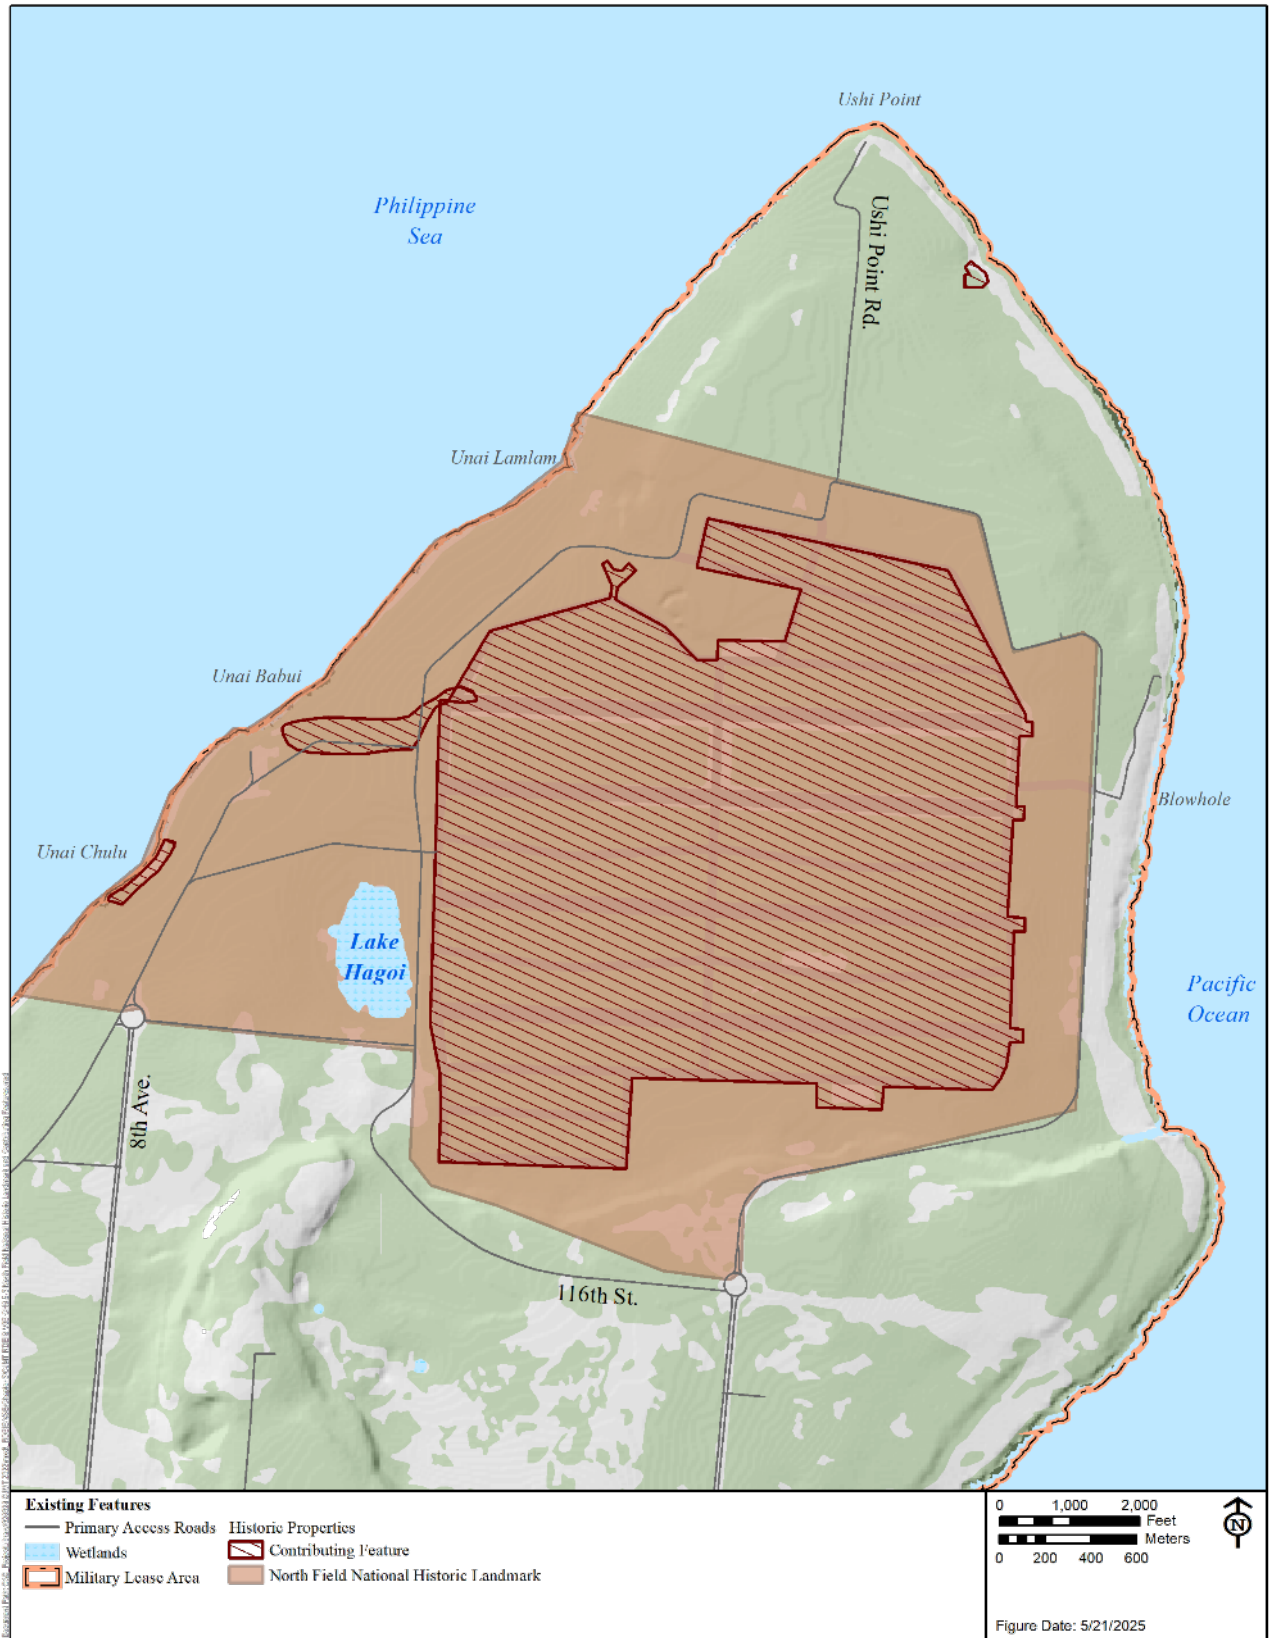 Ushi Point
Philippine
Sea
Ushi Point Rd.
Unai Lamlam
Unai Babui
Blowhole
Unai Chulu
Lake
Hagoi
Pacific
Ocean
8th Ave.
116th St.
Existing Features
Primary Access Roads
Wetlands
Military Lease Area
Historic Properties
Contributing Feature
North Field National Historic Landmark
0 1,000 2,000
Feet
Meters
0 200 400 600
N
Figure Date: 5/21/2025